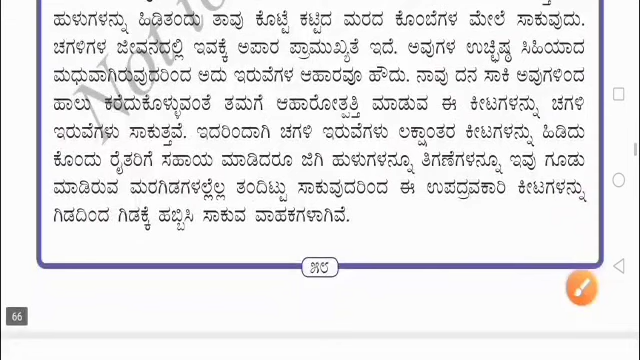 ಹುಳುಗಳನ್ನು ಹಿಡಿತಂದು ತಾವು ಕೊಟ್ಟೆ ಕಟ್ಟಿದ ಮರದ ಕೊಂಬೆಗಳ ಮೇಲೆ ಸಾಕುವುದು.
ಚಗಳಿಗಳ ಜೀವನದಲ್ಲಿ ಇವಕ್ಕೆ ಅಪಾರ ಪ್ರಾಮುಖ್ಯತೆ ಇದೆ. ಅವುಗಳ ಉಚ್ಛಿಷ್ಠ ಸಿಹಿಯಾದ
ಮಧುವಾಗಿರುವುದರಿಂದ ಅದು ಇರುವೆಗಳ ಆಹಾರವೂ ಹೌದು. ನಾವು ದನ ಸಾಕಿ ಅವುಗಳಿಂದ
ಹಾಲು ಕರೆದುಕೊಳ್ಳುವಂತೆ ತಮಗೆ ಆಹಾರೋತ್ಪತ್ತಿ ಮಾಡುವ ಈ ಕೀಟಗಳನ್ನು ಚಗಳಿ
ಇರುವೆಗಳು ಸಾಕುತ್ತವೆ. ಇದರಿಂದಾಗಿ ಚಗಳಿ ಇರುವೆಗಳು ಲಕ್ಷಾಂತರ ಕೀಟಗಳನ್ನು ಹಿಡಿದು
ಕೊಂದು ರೈತರಿಗೆ ಸಹಾಯ ಮಾಡಿದರೂ ಜಿಗಿ ಹುಳುಗಳನ್ನೂ ತಿಗಣೆಗಳನ್ನೂ ಇವು ಗೂಡು
ಮಾಡಿರುವ ಮರಗಿಡಗಳಲ್ಲೆಲ್ಲ ತಂದಿಟ್ಟು ಸಾಕುವುದರಿಂದ ಈ ಉಪದ್ರವಕಾರಿ ಕೀಟಗಳನ್ನು
ಗಿಡದಿಂದ ಗಿಡಕ್ಕೆ ಹಬ್ಬಿಸಿ ಸಾಕುವ ವಾಹಕಗಳಾಗಿವೆ.
೫೮
66